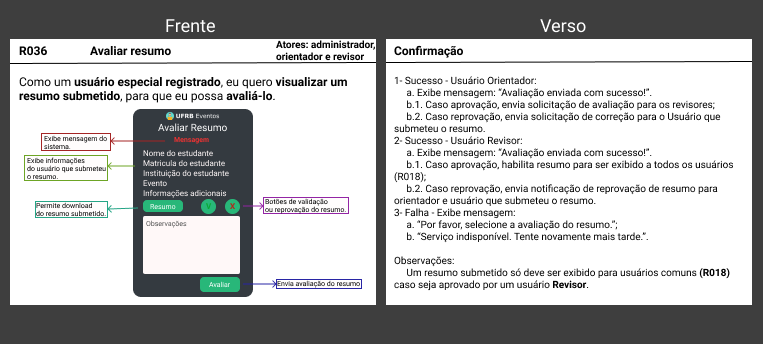 Frente
R036
Avaliar resumo
Atores: administrador,
orientador e revisor
Como um usuário especial registrado, eu quero visualizar um
resumo submetido, para que eu possa avaliá-lo.
UFRB Eventos
Avaliar Resumo
Mensagem
Exibe mensagem do
sistema.
Nome do estudante
Matricula do estudante
Instituição do estudante
Evento
Informações adicionais
Exibe informações
do usuário que submeteu
o resumo.
Permite download
do resumo submetido.
Resumo
V
X
Botões de validação
ou reprovação do resumo.
Observações
Avaliar
Envia avaliação do resumo
Verso
Confirmação
1- Sucesso - Usuário Orientador:
a. Exibe mensagem: “Avaliação enviada com sucesso!”.
b.1. Caso aprovação, envia solicitação de avaliação para os revisores;
b.2. Caso reprovação, envia solicitação de correção para o Usuário que
submeteu o resumo.
2- Sucesso - Usuário Revisor:
a. Exibe mensagem: “Avaliação enviada com sucesso!”.
b.1. Caso aprovação, habilita resumo para ser exibido a todos os usuários
(R018);
b.2. Caso reprovação, envia notificação de reprovação de resumo para
orientador e usuário que submeteu o resumo.
3- Falha - Exibe mensagem:
a. “Por favor, selecione a avaliação do resumo.”;
b. “Serviço indisponível. Tente novamente mais tarde.”.
Observações:
Um resumo submetido só deve ser exibido para usuários comuns (R018)
caso seja aprovado por um usuário Revisor.